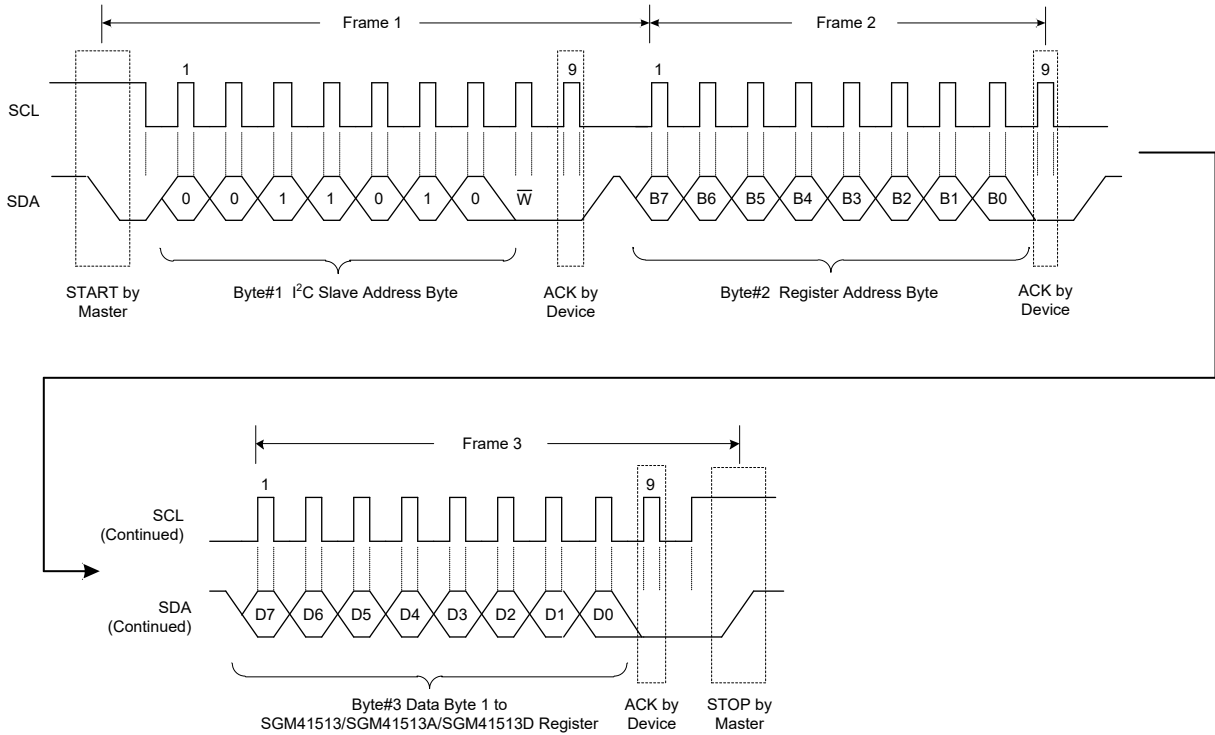 Frame 1
Frame 2
1
9
1
9
SCL
SDA
0 0 1 1 0 1 0 W̅ B7 B6 B5 B4 B3 B2 B1 B0
START by
Master
Byte#1 I²C Slave Address Byte
ACK by
Device
Byte#2 Register Address Byte
ACK by
Device
Frame 3
1
9
SCL
(Continued)
SDA
(Continued)
D7 D6 D5 D4 D3 D2 D1 D0
Byte#3 Data Byte 1 to
SGM41513/SGM41513A/SGM41513D Register
ACK by
Device
STOP by
Master